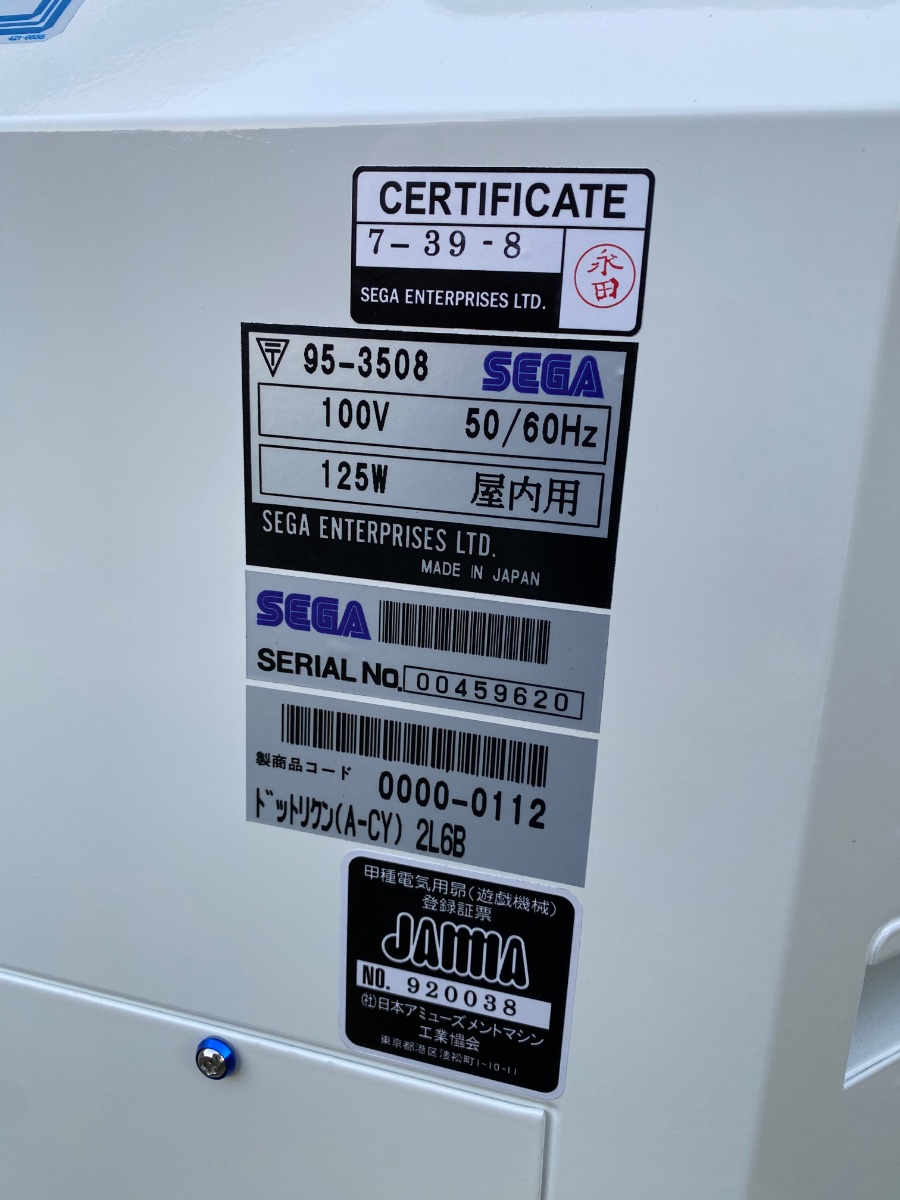 421-6655
CERTIFICATE
7-39-8
永田
SEGA ENTERPRISES LTD.
〒 95-3508 SEGA
100V 50/60Hz
125W 屋内用
SEGA ENTERPRISES LTD.
MADE IN JAPAN
SEGA
SERIAL No. 00459620
製商品コード 0000-0112
ドットリクン(A-CY) 2L6B
甲種電気用昴(遊戯機械)
登録証票
JAMMA
NO. 920038
(社)日本アミューズメントマシン
工業協会
東京都港区淒松町1-10-11